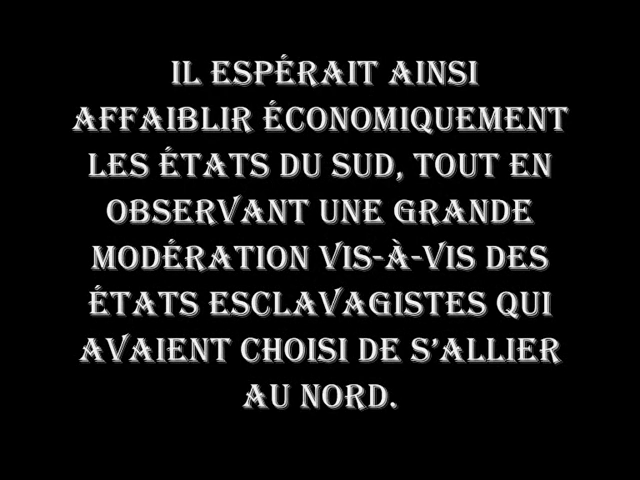 IL ESPÉRAIT AINSI
AFFAIBLIR ÉCONOMIQUEMENT
LES ÉTATS DU SUD, TOUT EN
OBSERVANT UNE GRANDE
MODÉRATION VIS-À-VIS DES
ÉTATS ESCLAVAGISTES QUI
AVAIENT CHOISI DE S’ALLIER
AU NORD.